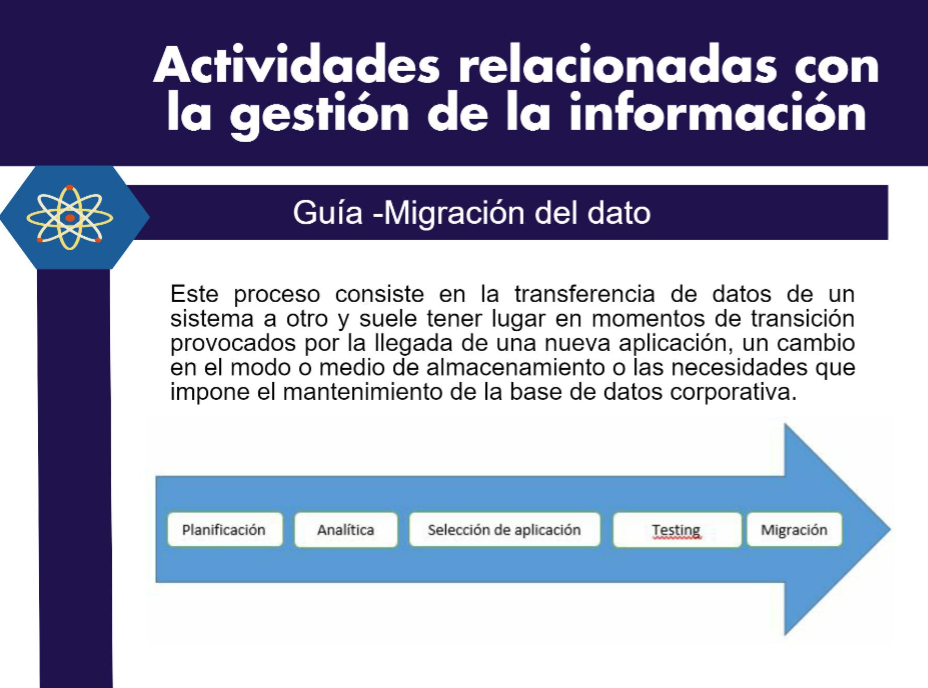 Actividades relacionadas con
la gestión de la información
Guía -Migración del dato
Este proceso consiste en la transferencia de datos de un
sistema a otro y suele tener lugar en momentos de transición
provocados por la llegada de una nueva aplicación, un cambio
en el modo o medio de almacenamiento o las necesidades que
impone el mantenimiento de la base de datos corporativa.
Planificación Analítica Selección de aplicación Testing Migración